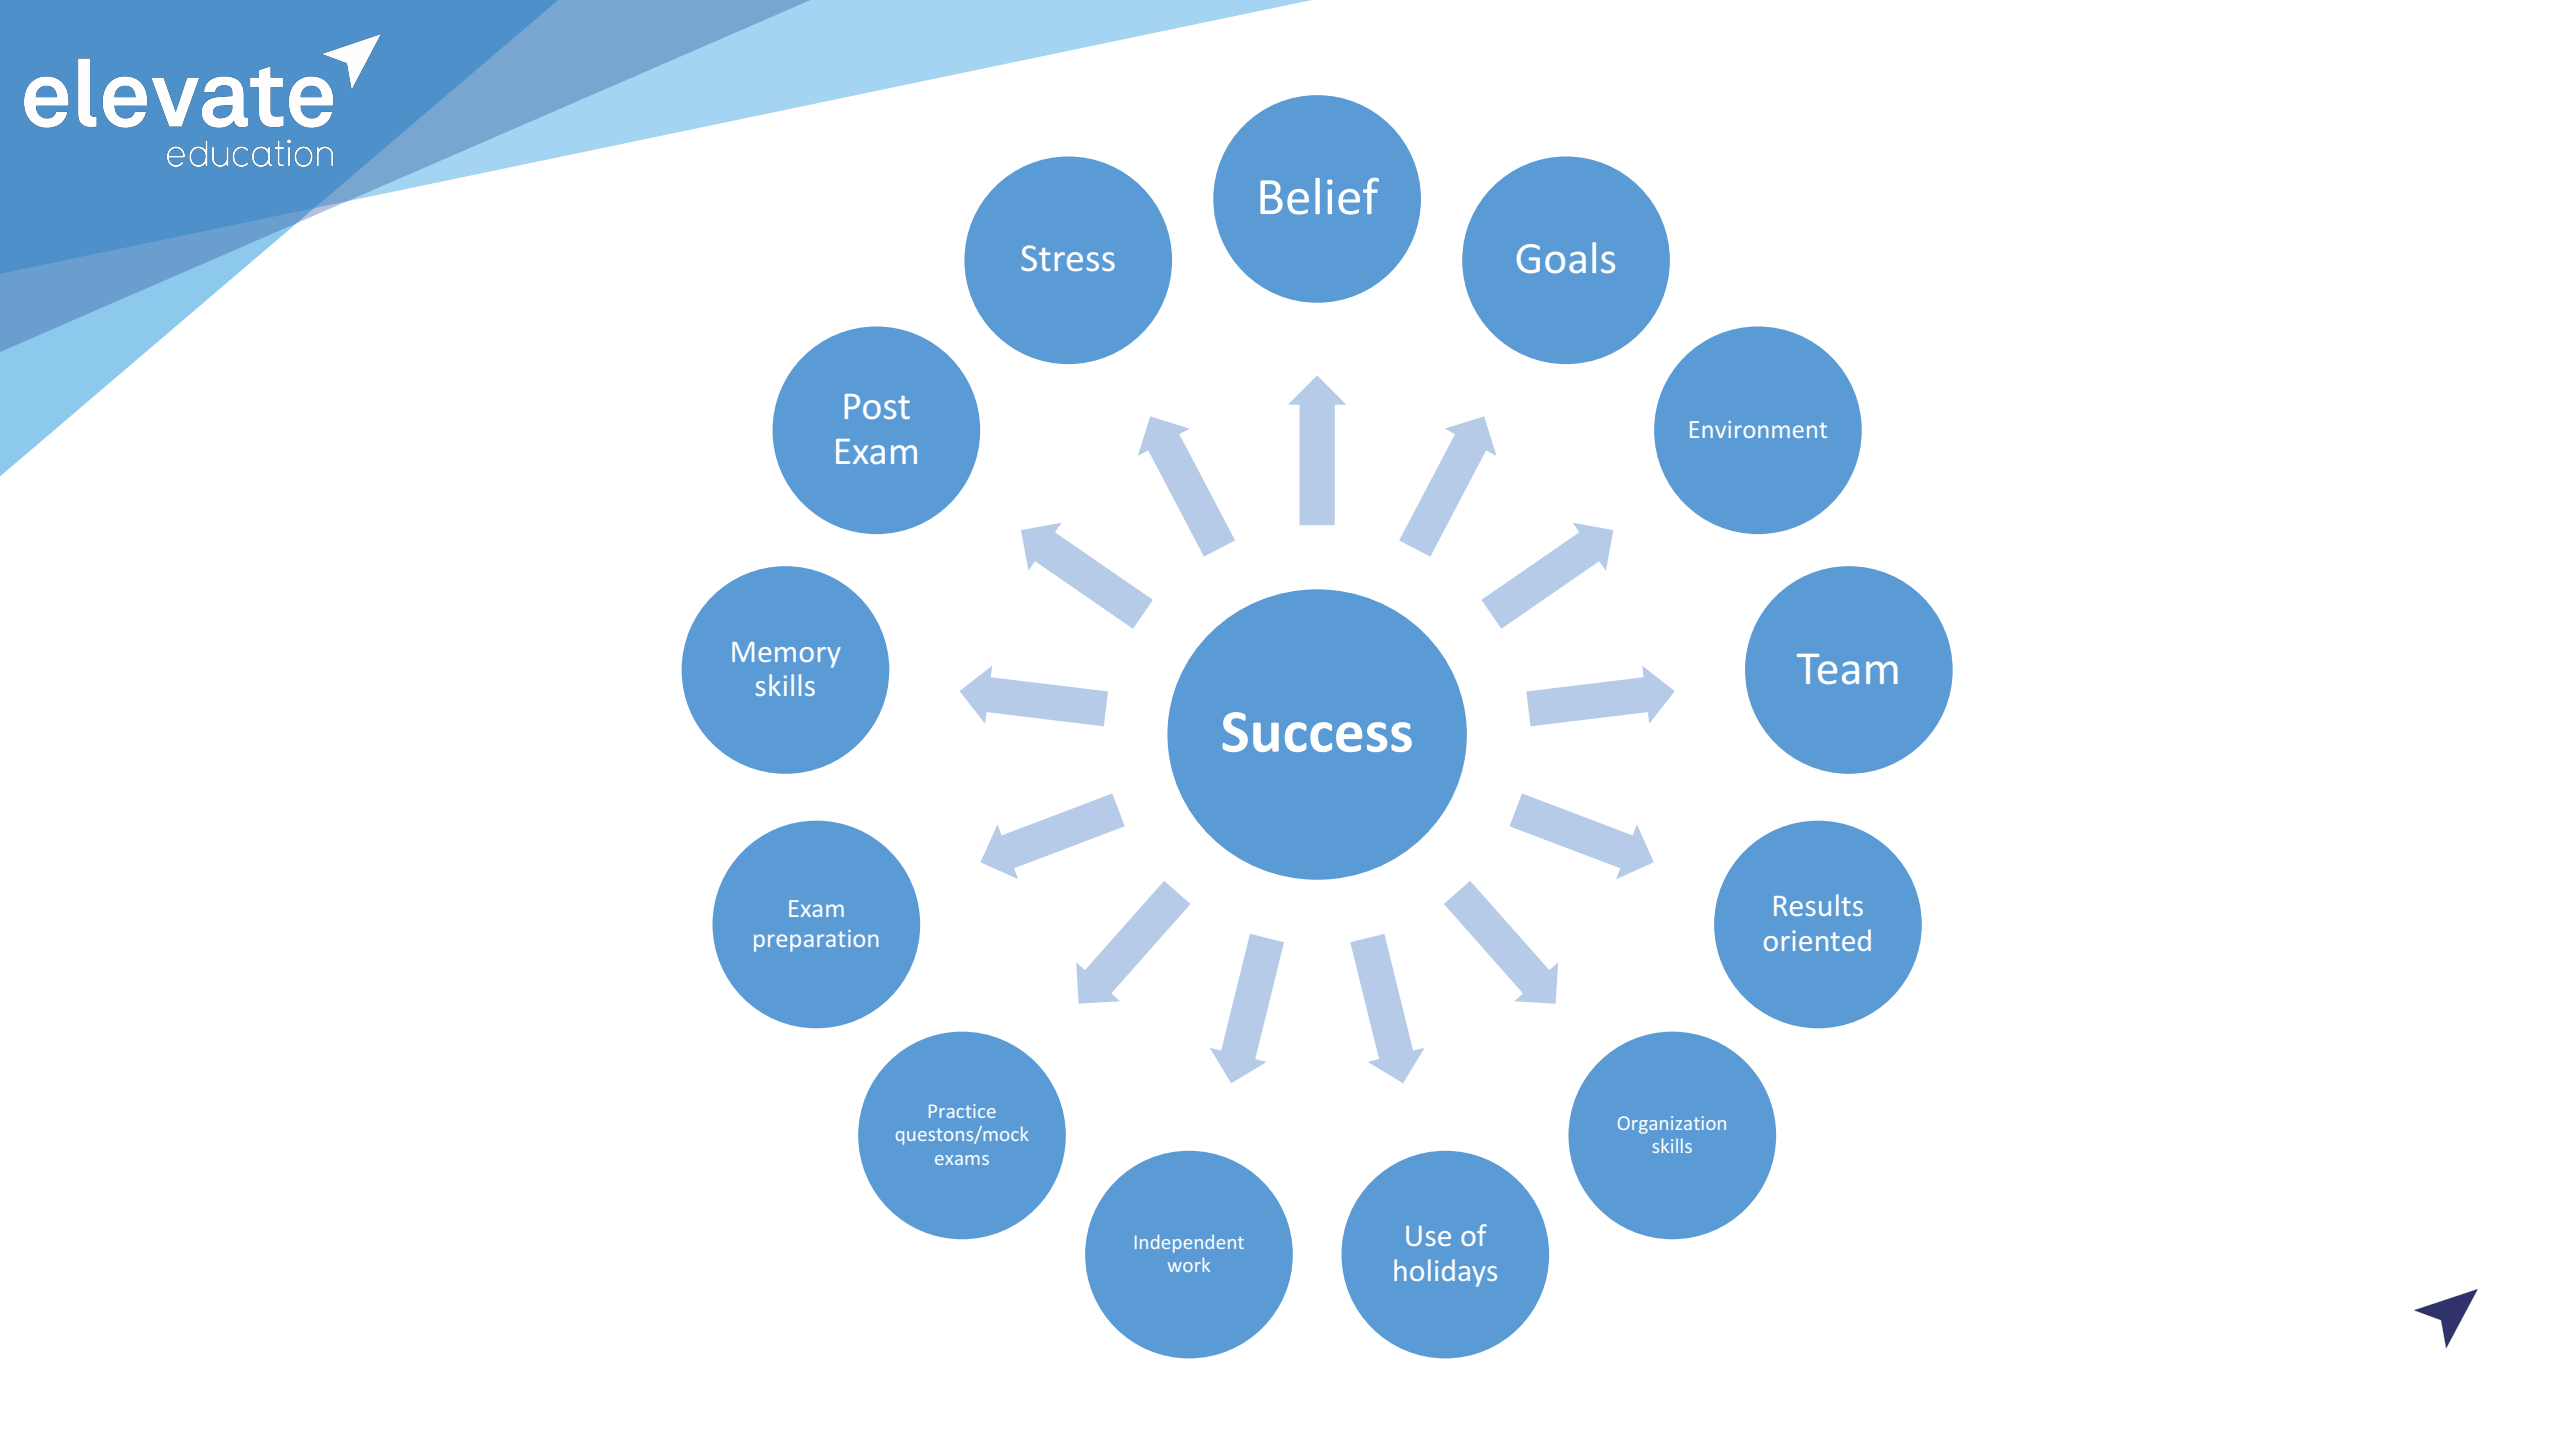 elevate
education
Belief
Goals
Environment
Team
Results
oriented
Organization
skills
Use of
holidays
Independent
work
Practice
questons/mock
exams
Exam
preparation
Memory
skills
Post
Exam
Stress
Success